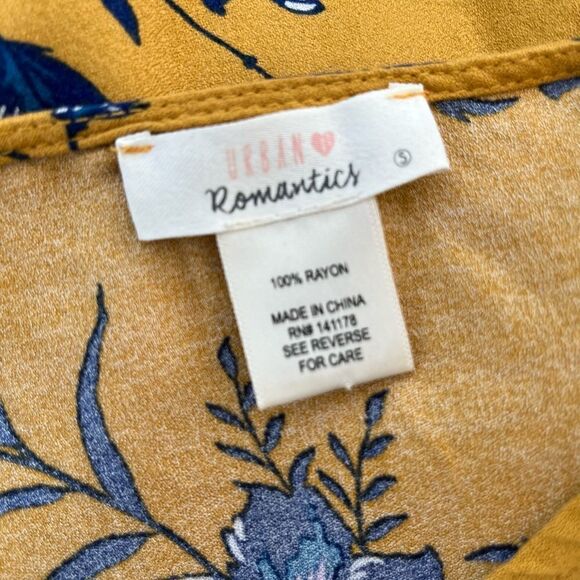 URBAN
Romantics
S
100% RAYON
MADE IN CHINA
RN# 141178
SEE REVERSE
FOR CARE